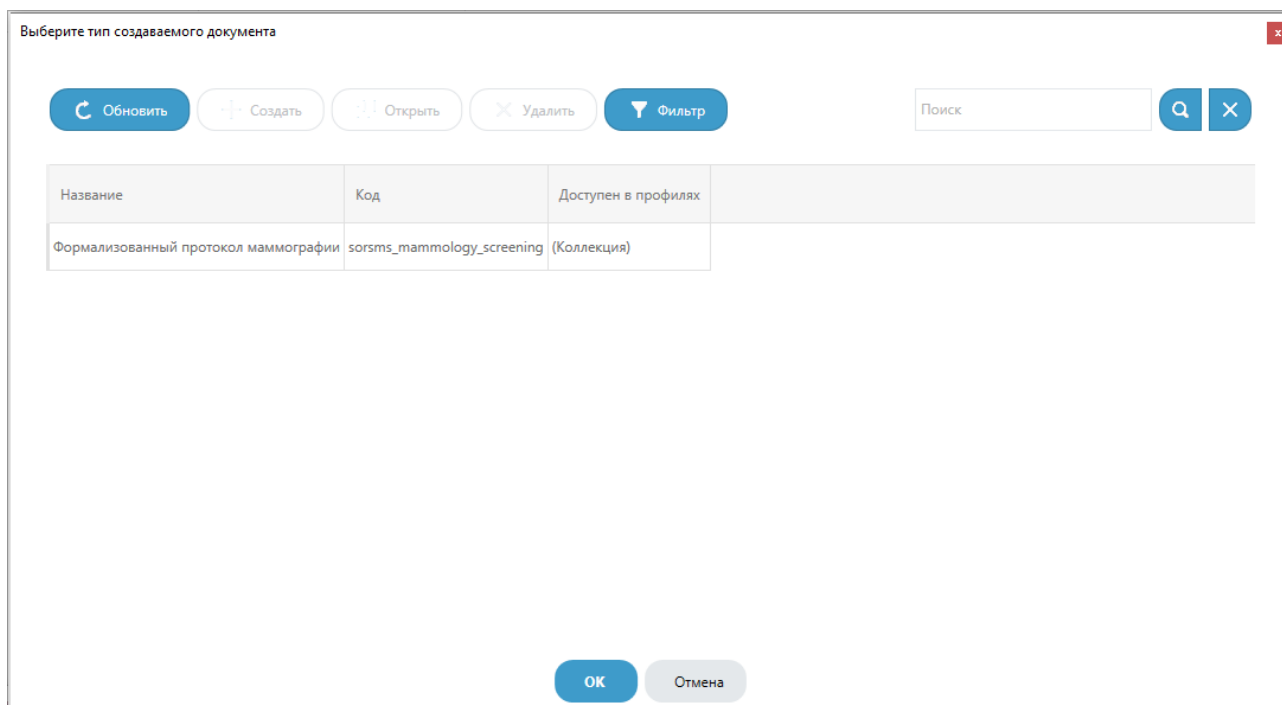 Выберите тип создаваемого документа
x
Обновить Создать Открыть Удалить Фильтр Поиск
Название Код Доступен в профилях
Формализованный протокол маммографии sorsms_mammology_screening (Коллекция)
ОК Отмена